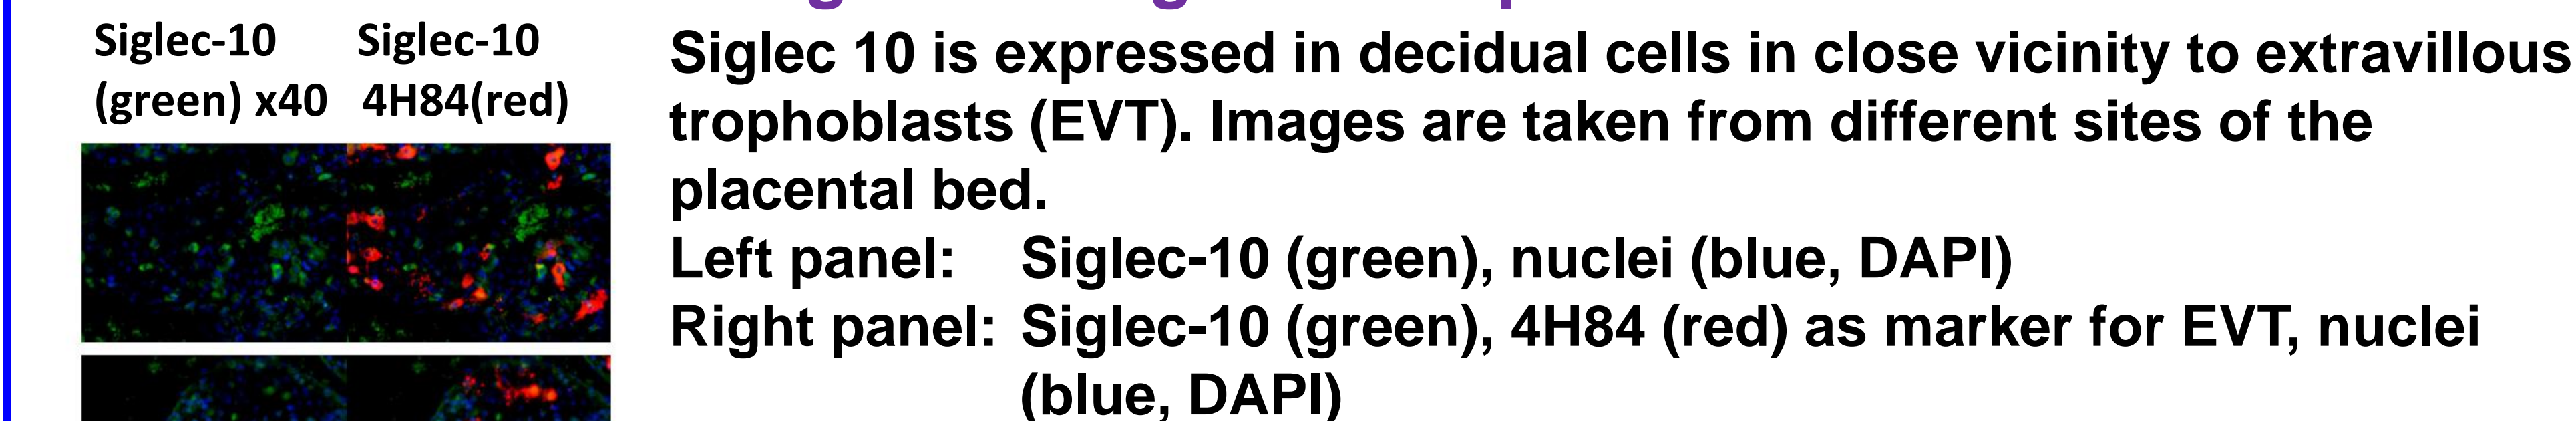 Siglec-10 Siglec-10
(green) x40 4H84(red)
Siglec 10 is expressed in decidual cells in close vicinity to extravillous
trophoblasts (EVT). Images are taken from different sites of the
placental bed.
Left panel: Siglec-10 (green), nuclei (blue, DAPI)
Right panel: Siglec-10 (green), 4H84 (red) as marker for EVT, nuclei
(blue, DAPI)